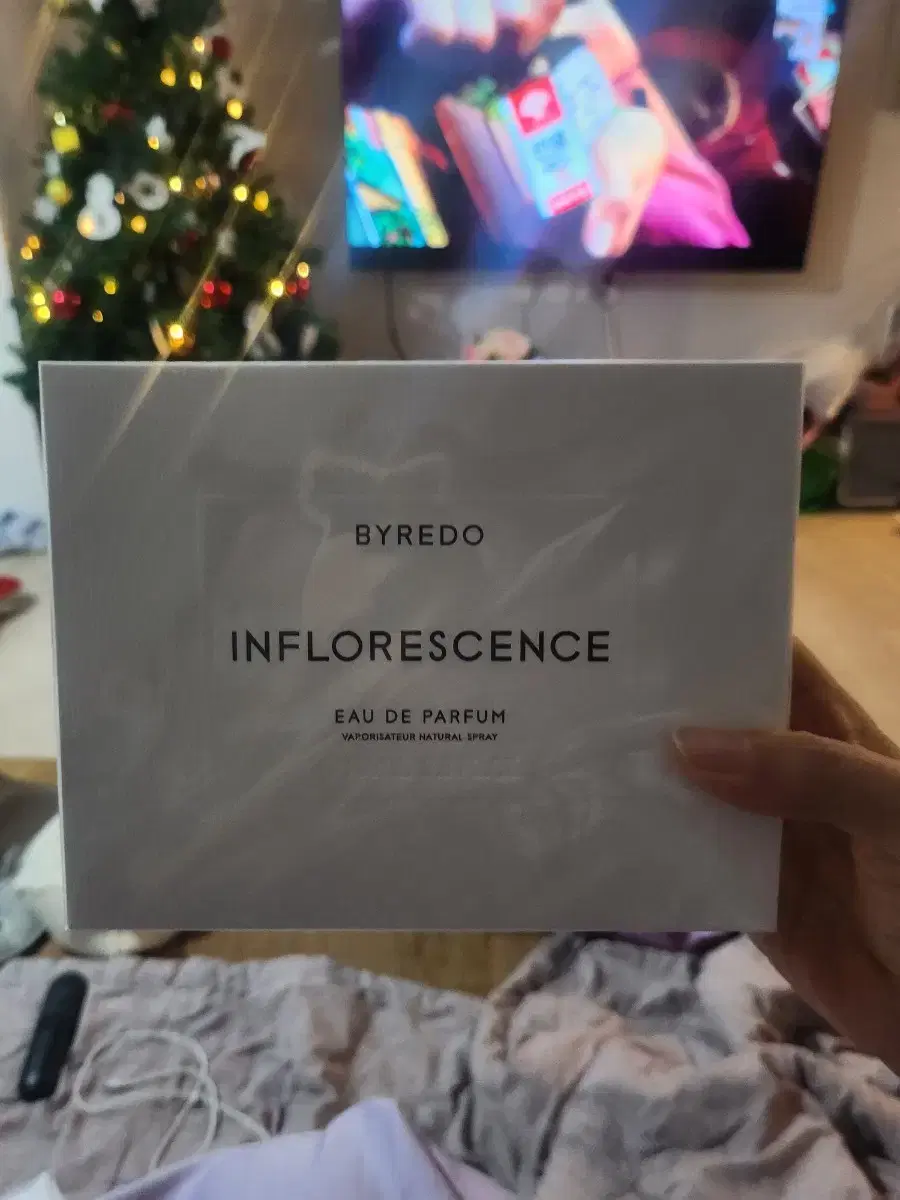 BYREDO
INFLORESCENCE
EAU DE PARFUM
VAPORISATEUR NATURAL SPRAY